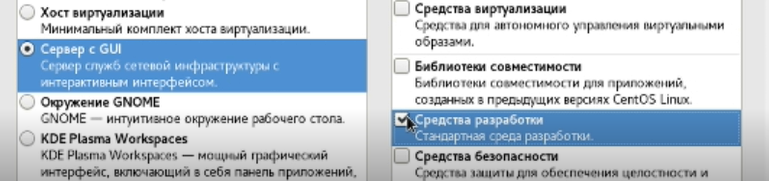 Хост виртуализации
Минимальный комплект хоста виртуализации.
Сервер с GUI
Сервер служб сетевой инфраструктуры с
интерактивным интерфейсом.
Окружение GNOME
GNOME — интуитивное окружение рабочего стола.
KDE Plasma Workspaces
KDE Plasma Workspaces — мощный графический
интерфейс, включающий в себя панель приложений,
Средства виртуализации
Средства для автономного управления виртуальными
образами.
Библиотеки совместимости
Библиотеки совместимости для приложений,
созданных в предыдущих версиях CentOS Linux.
Средства разработки
Стандартная среда разработки.
Средства безопасности
Средства защиты для обеспечения целостности и